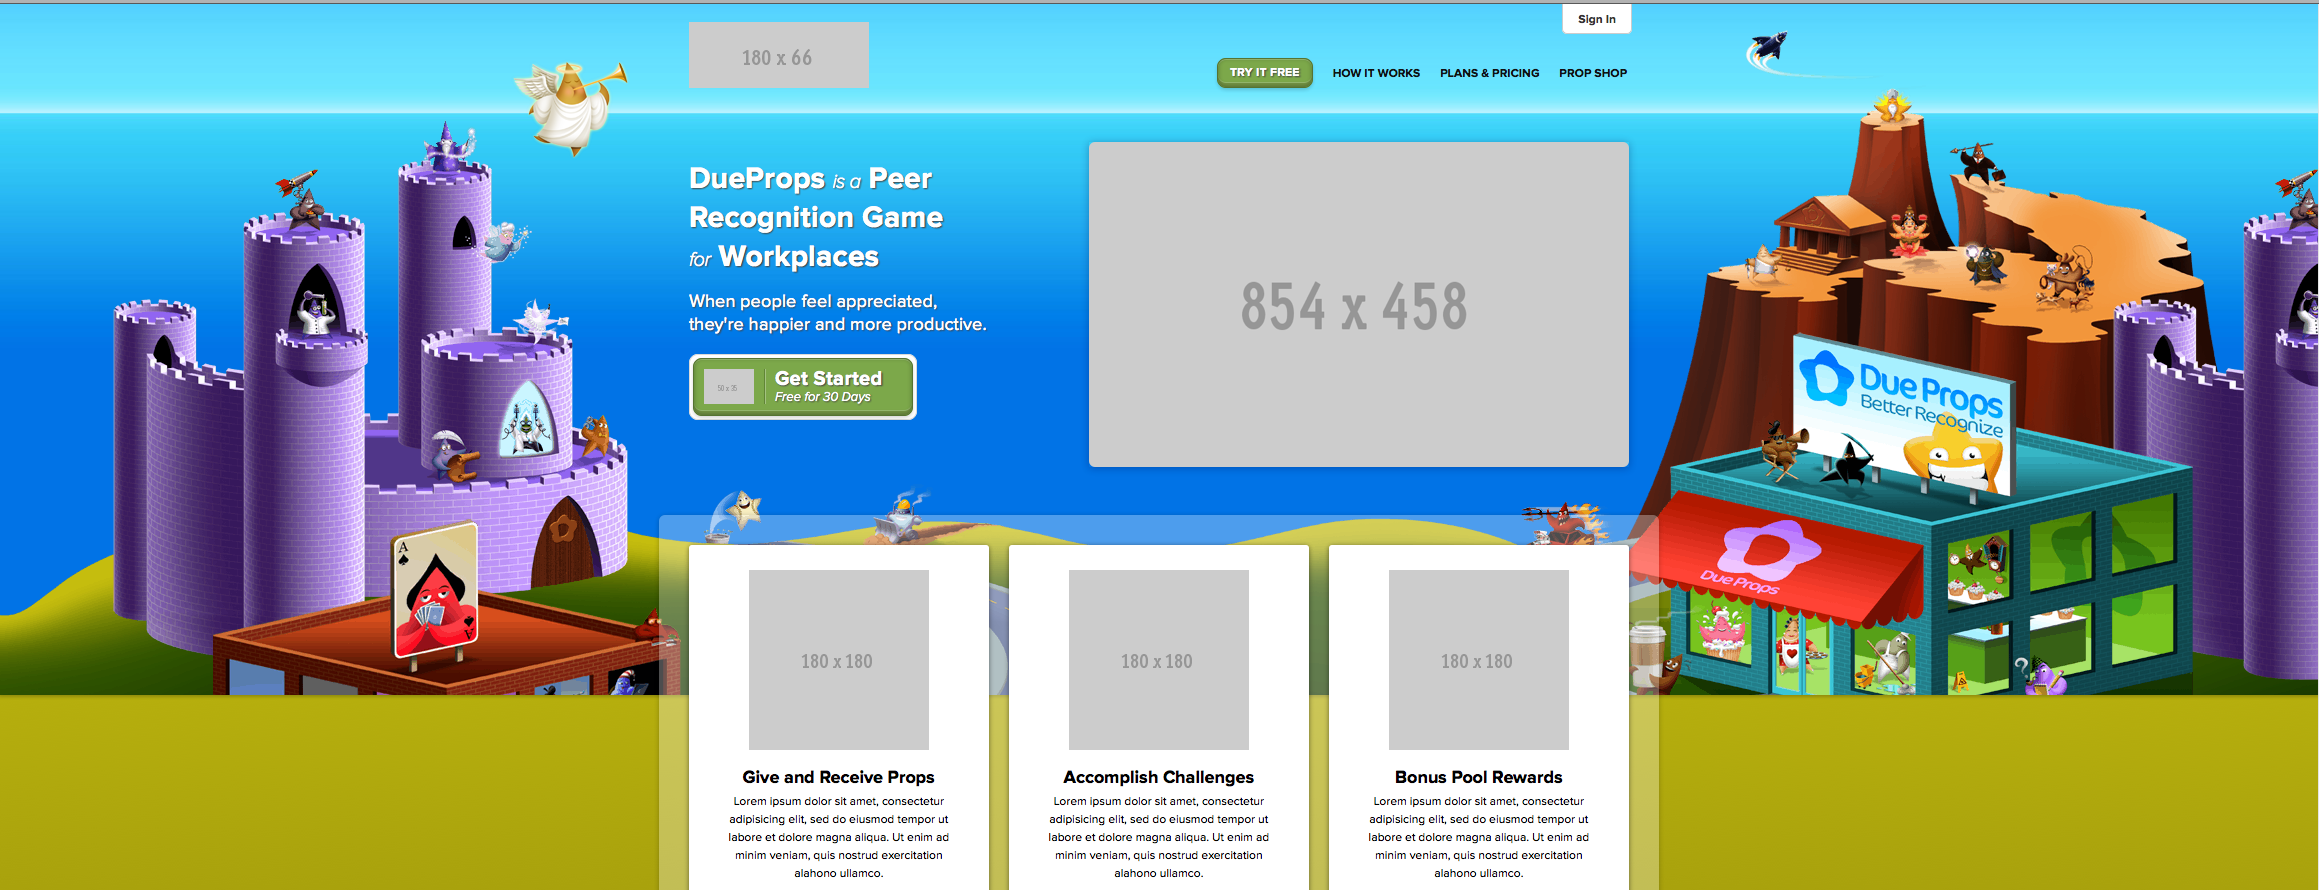 Sign In
180 x 66
TRY IT FREE
HOW IT WORKS
PLANS & PRICING
PROP SHOP
DueProps is a Peer
Recognition Game
for Workplaces
When people feel appreciated,
they're happier and more productive.
50 x 35
Get Started
Free for 30 Days
854 x 458
Due Props
Better Recognize
Due Props
A
A
?
180 x 180
Give and Receive Props
Lorem ipsum dolor sit amet, consectetur
adipisicing elit, sed do eiusmod tempor ut
labore et dolore magna aliqua. Ut enim ad
minim veniam, quis nostrud exercitation
alahono ullamco.
180 x 180
Accomplish Challenges
Lorem ipsum dolor sit amet, consectetur
adipisicing elit, sed do eiusmod tempor ut
labore et dolore magna aliqua. Ut enim ad
minim veniam, quis nostrud exercitation
alahono ullamco.
180 x 180
Bonus Pool Rewards
Lorem ipsum dolor sit amet, consectetur
adipisicing elit, sed do eiusmod tempor ut
labore et dolore magna aliqua. Ut enim ad
minim veniam, quis nostrud exercitation
alahono ullamco.